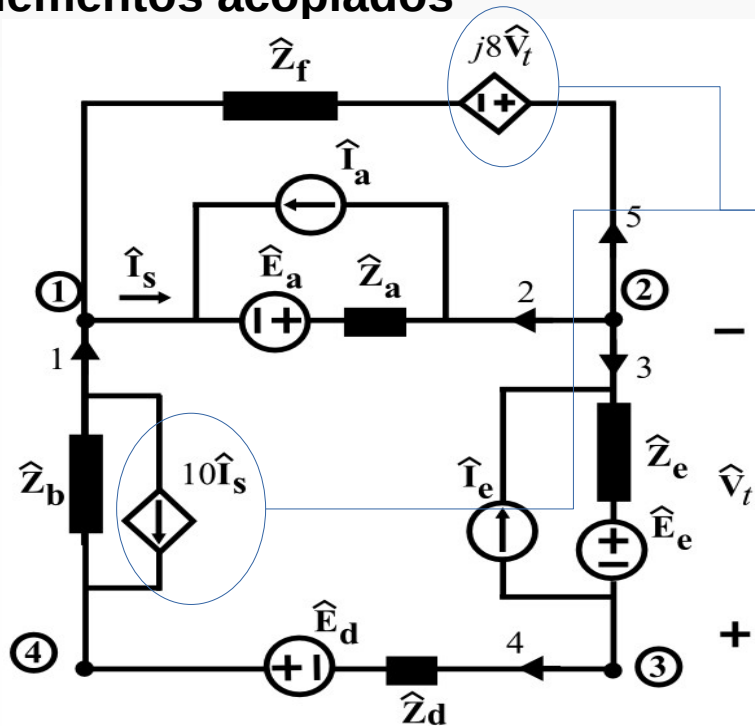 lementos acoplados
Ẑf
j8V̂t
Îa
5
① Îs Êa Ẑa 2 ②
−
1 3
Ẑb 10Îs Îe Ẑe V̂t
Êe
Êd
+
④ 4 ③
Ẑd